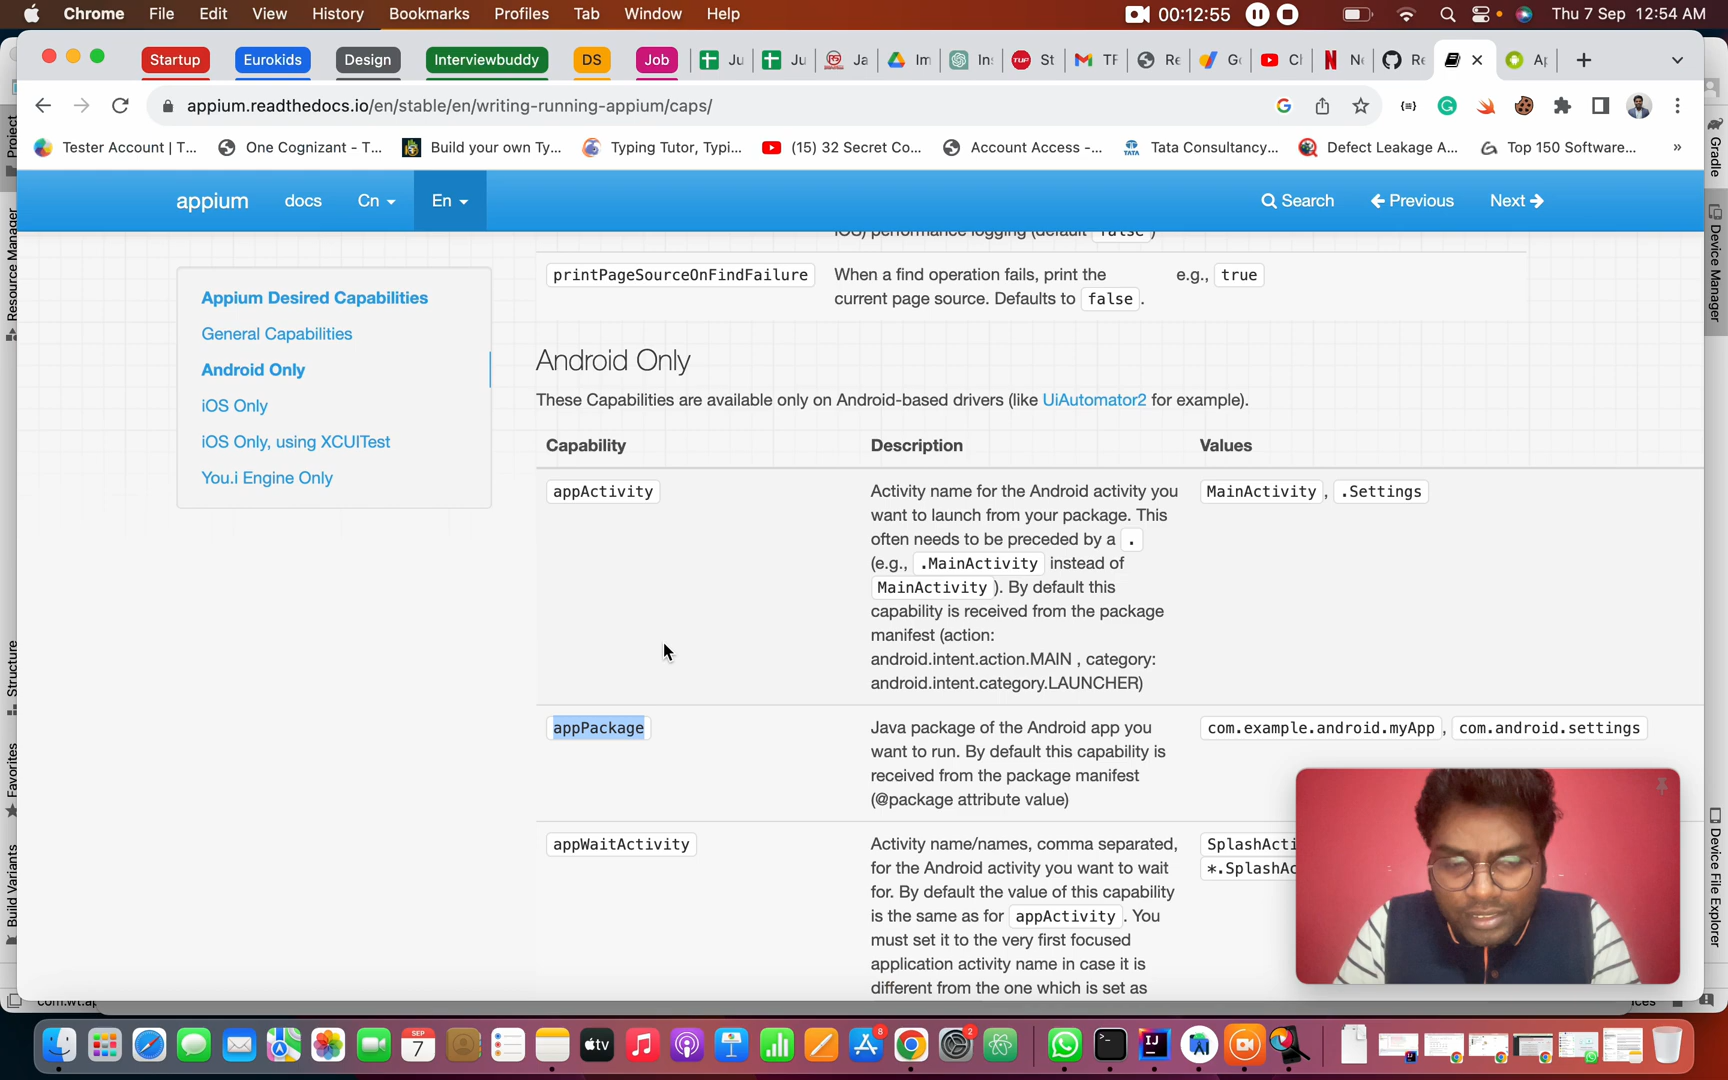 Chrome File Edit View History Bookmarks Profiles Tab Window Help 00:12:55 Thu 7 Sep 12:54 AM
Startup Eurokids Design Interviewbuddy DS Job
appium.readthedocs.io/en/stable/en/writing-running-appium/caps/
Tester Account | T... One Cognizant - T... Build your own Ty... Typing Tutor, Typi... (15) 32 Secret Co... Account Access -... Tata Consultancy... Defect Leakage A... Top 150 Software... »
appium docs Cn En Search Previous Next
printPageSourceOnFindFailure When a find operation fails, print the e.g., true
current page source. Defaults to false .
Appium Desired Capabilities
General Capabilities
Android Only
iOS Only
iOS Only, using XCUITest
You.i Engine Only
Android Only
These Capabilities are available only on Android-based drivers (like UiAutomator2 for example).
Capability Description Values
appActivity Activity name for the Android activity you MainActivity , .Settings
want to launch from your package. This
often needs to be preceded by a .
(e.g., .MainActivity instead of
MainActivity ). By default this
capability is received from the package
manifest (action:
android.intent.action.MAIN , category:
android.intent.category.LAUNCHER)
appPackage Java package of the Android app you com.example.android.myApp , com.android.settings
want to run. By default this capability is
received from the package manifest
(@package attribute value)
appWaitActivity Activity name/names, comma separated, SplashActi
for the Android activity you want to wait *.SplashAc
for. By default the value of this capability
is the same as for appActivity . You
must set it to the very first focused
application activity name in case it is
different from the one which is set as
Project
Resource Manager
Structure
Favorites
Build Variants
Gradle
Device Manager
Device File Explorer
SEP
7
tv
8
2
IJ